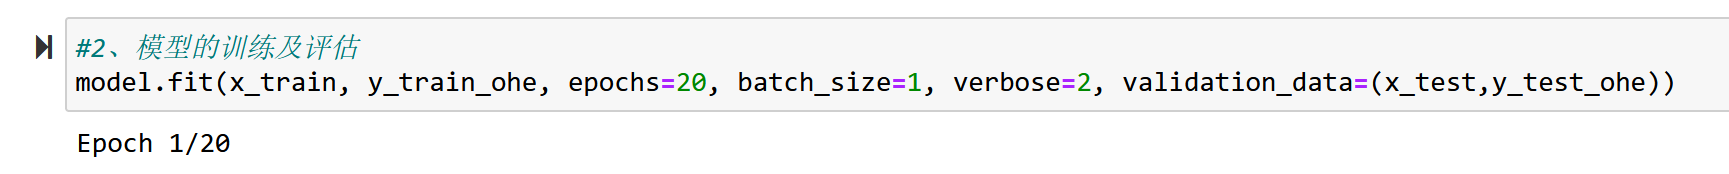 #2、模型的训练及评估
model.fit(x_train, y_train_ohe, epochs=20, batch_size=1, verbose=2, validation_data=(x_test,y_test_ohe))
Epoch 1/20